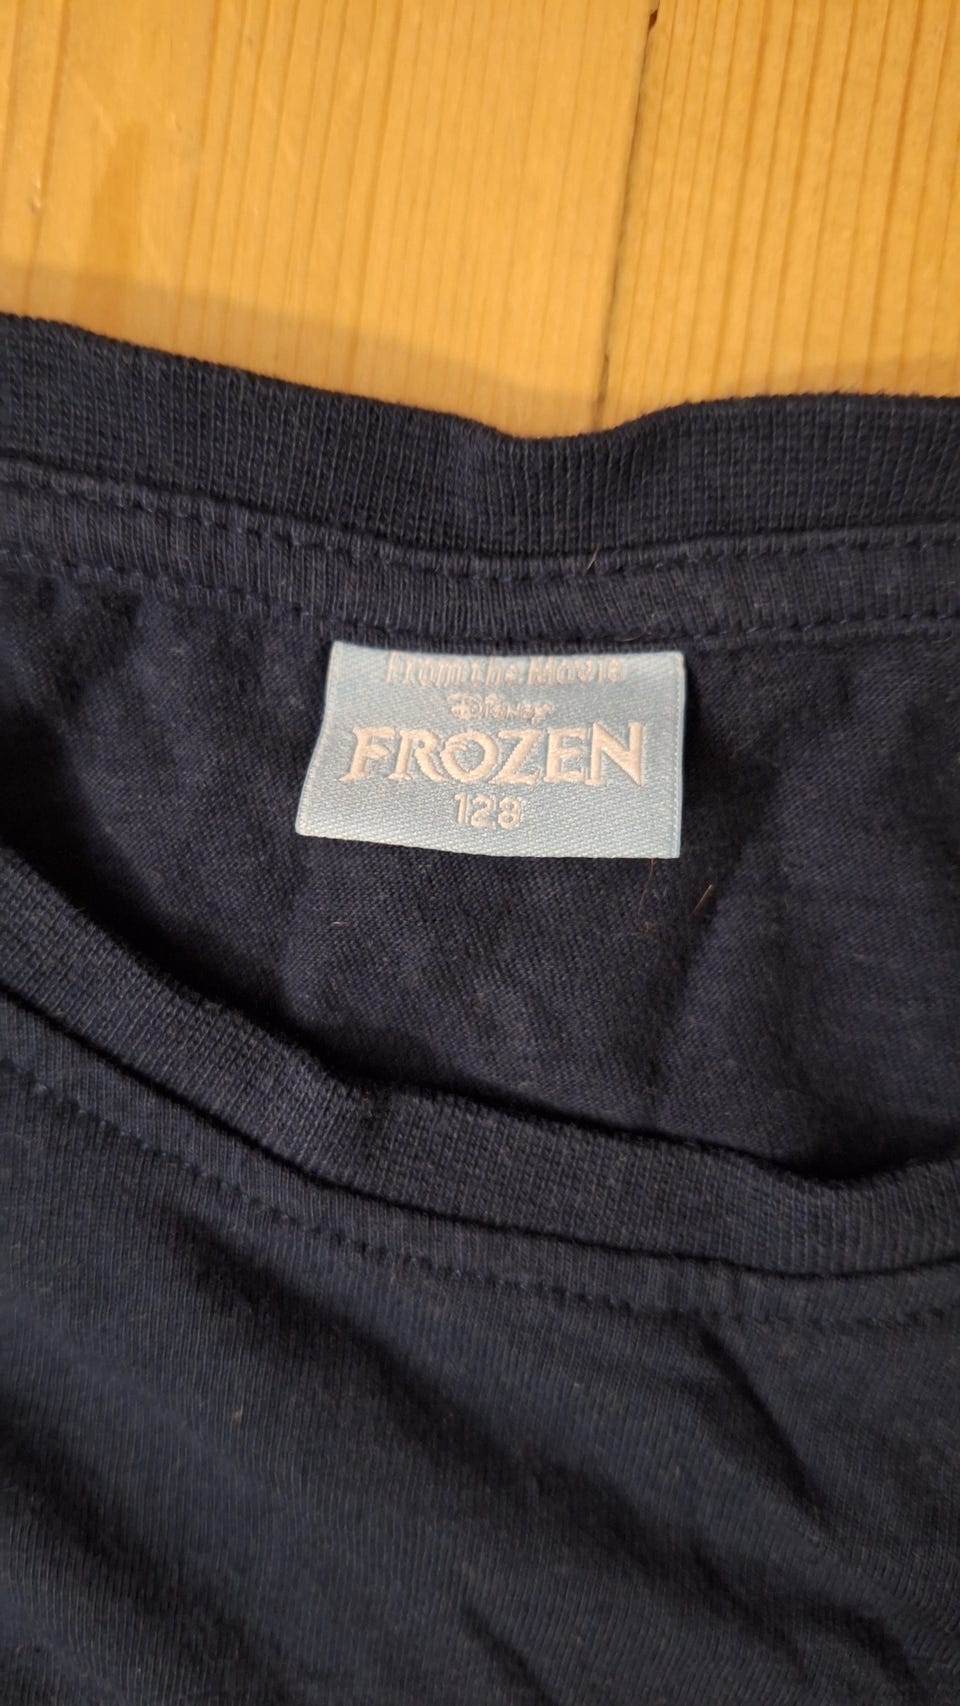 From the Movie
Disney
FROZEN
128